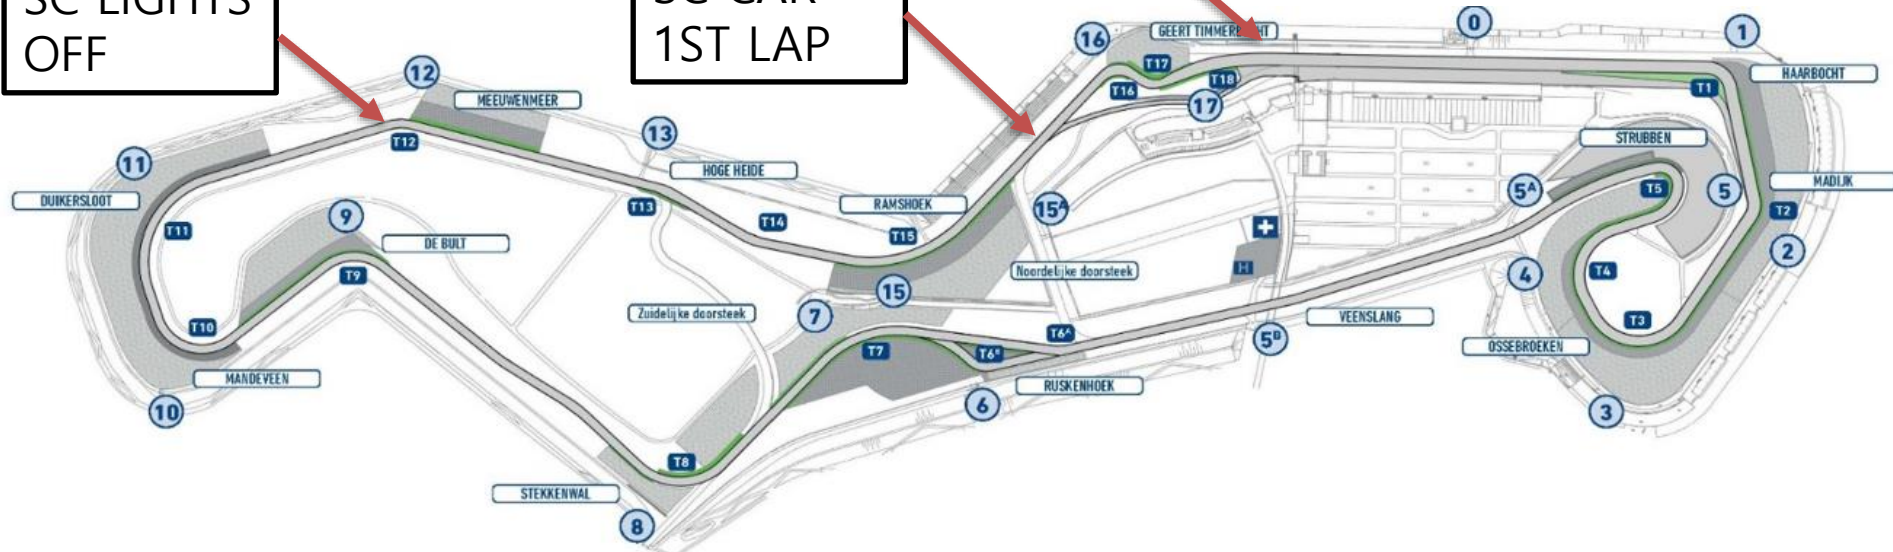 SC LIGHTS
OFF
SC CAR
1ST LAP
0
1
16
GEERT TIMMERBOCHT
T17
T16
T18
17
T1
HAARBOCHT
12
MEEUWENMEER
T12
11
DUIKERSLOOT
T11
13
HOGE HEIDE
T13
T14
RAMSHOEK
T15
15
15A
STRUBBEN
5A
T5
5
MADIJK
T2
2
9
DE BULT
T9
T10
MANDEVEEN
10
Zuidelijke doorsteek
Noordelijke doorsteek
H
4
T4
T3
OSSEBROEKEN
3
VEENSLANG
5B
7
T7
T6A
T6B
RUSKENHOEK
6
T8
STEKKENWAL
8